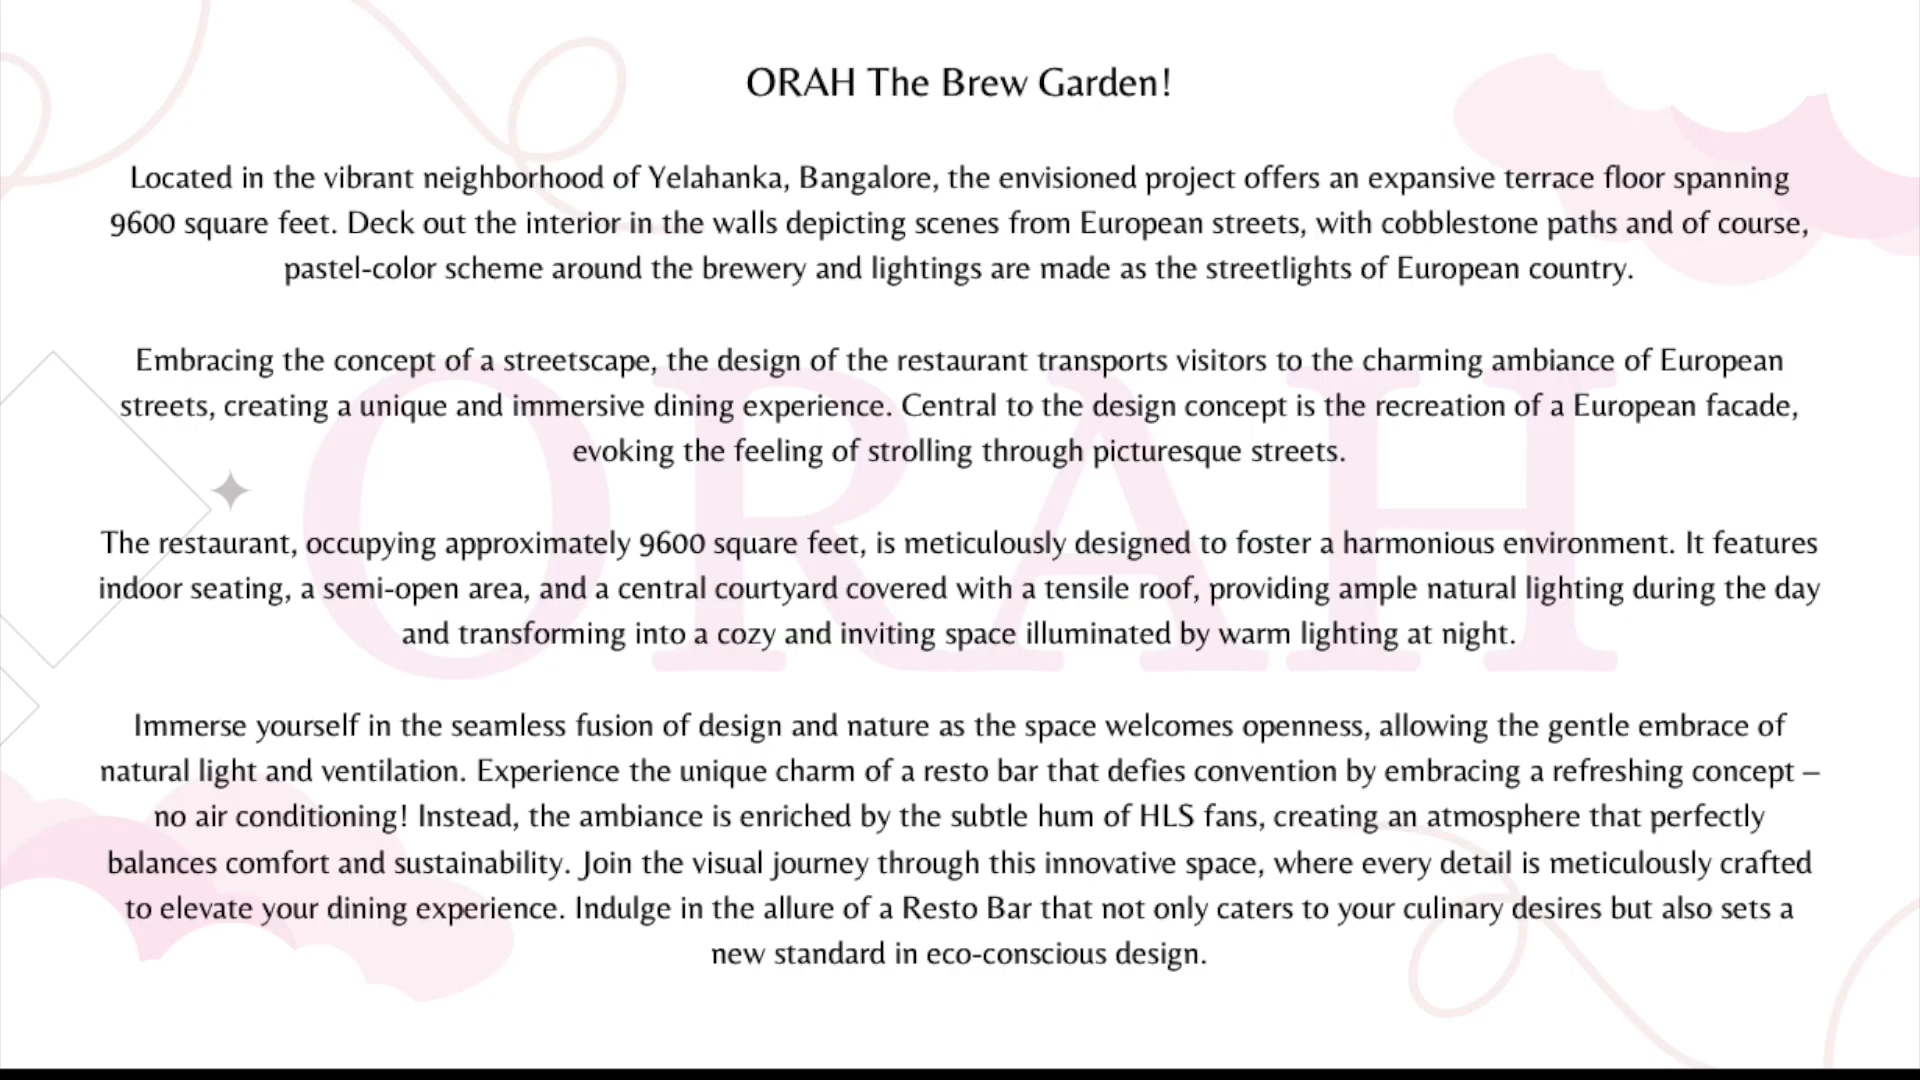 ORAH The Brew Garden!
Located in the vibrant neighborhood of Yelahanka, Bangalore, the envisioned project offers an expansive terrace floor spanning
9600 square feet. Deck out the interior in the walls depicting scenes from European streets, with cobblestone paths and of course,
pastel-color scheme around the brewery and lightings are made as the streetlights of European country.
Embracing the concept of a streetscape, the design of the restaurant transports visitors to the charming ambiance of European
streets, creating a unique and immersive dining experience. Central to the design concept is the recreation of a European facade,
evoking the feeling of strolling through picturesque streets.
ORAH
The restaurant, occupying approximately 9600 square feet, is meticulously designed to foster a harmonious environment. It features
indoor seating, a semi-open area, and a central courtyard covered with a tensile roof, providing ample natural lighting during the day
and transforming into a cozy and inviting space illuminated by warm lighting at night.
Immerse yourself in the seamless fusion of design and nature as the space welcomes openness, allowing the gentle embrace of
natural light and ventilation. Experience the unique charm of a resto bar that defies convention by embracing a refreshing concept –
no air conditioning! Instead, the ambiance is enriched by the subtle hum of HLS fans, creating an atmosphere that perfectly
balances comfort and sustainability. Join the visual journey through this innovative space, where every detail is meticulously crafted
to elevate your dining experience. Indulge in the allure of a Resto Bar that not only caters to your culinary desires but also sets a
new standard in eco-conscious design.